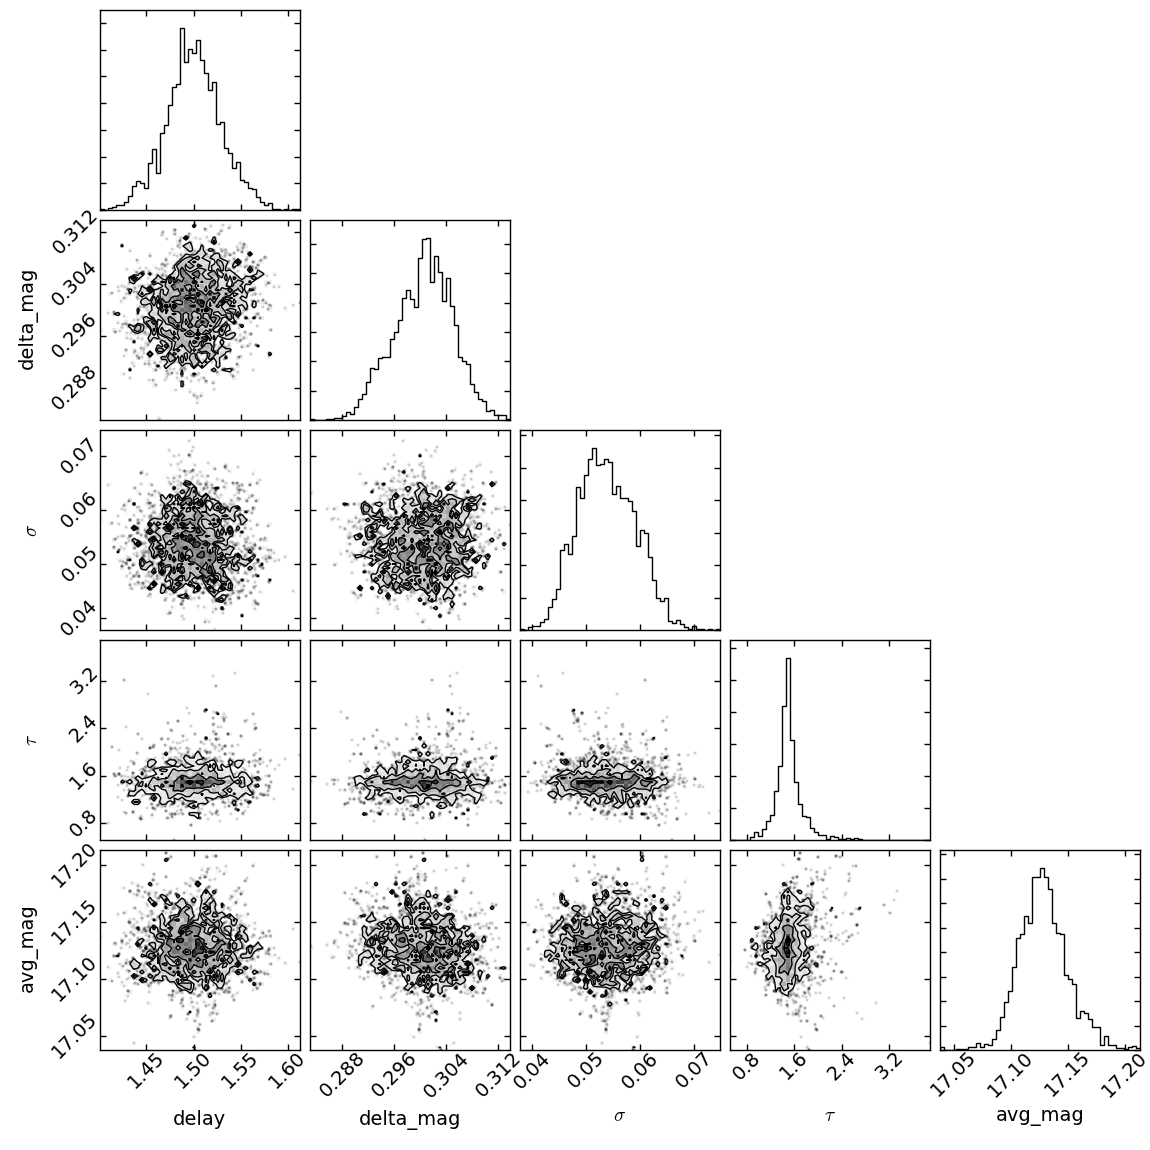 0.312
0.304
0.296
0.288
delta_mag
0.07
0.06
0.05
0.04
σ
3.2
2.4
1.6
0.8
τ
17.20
17.15
17.10
17.05
avg_mag
1.45 1.50 1.55 1.60
0.288 0.296 0.304 0.312
0.04 0.05 0.06 0.07
0.8 1.6 2.4 3.2
17.05 17.10 17.15 17.20
delay delta_mag σ τ avg_mag